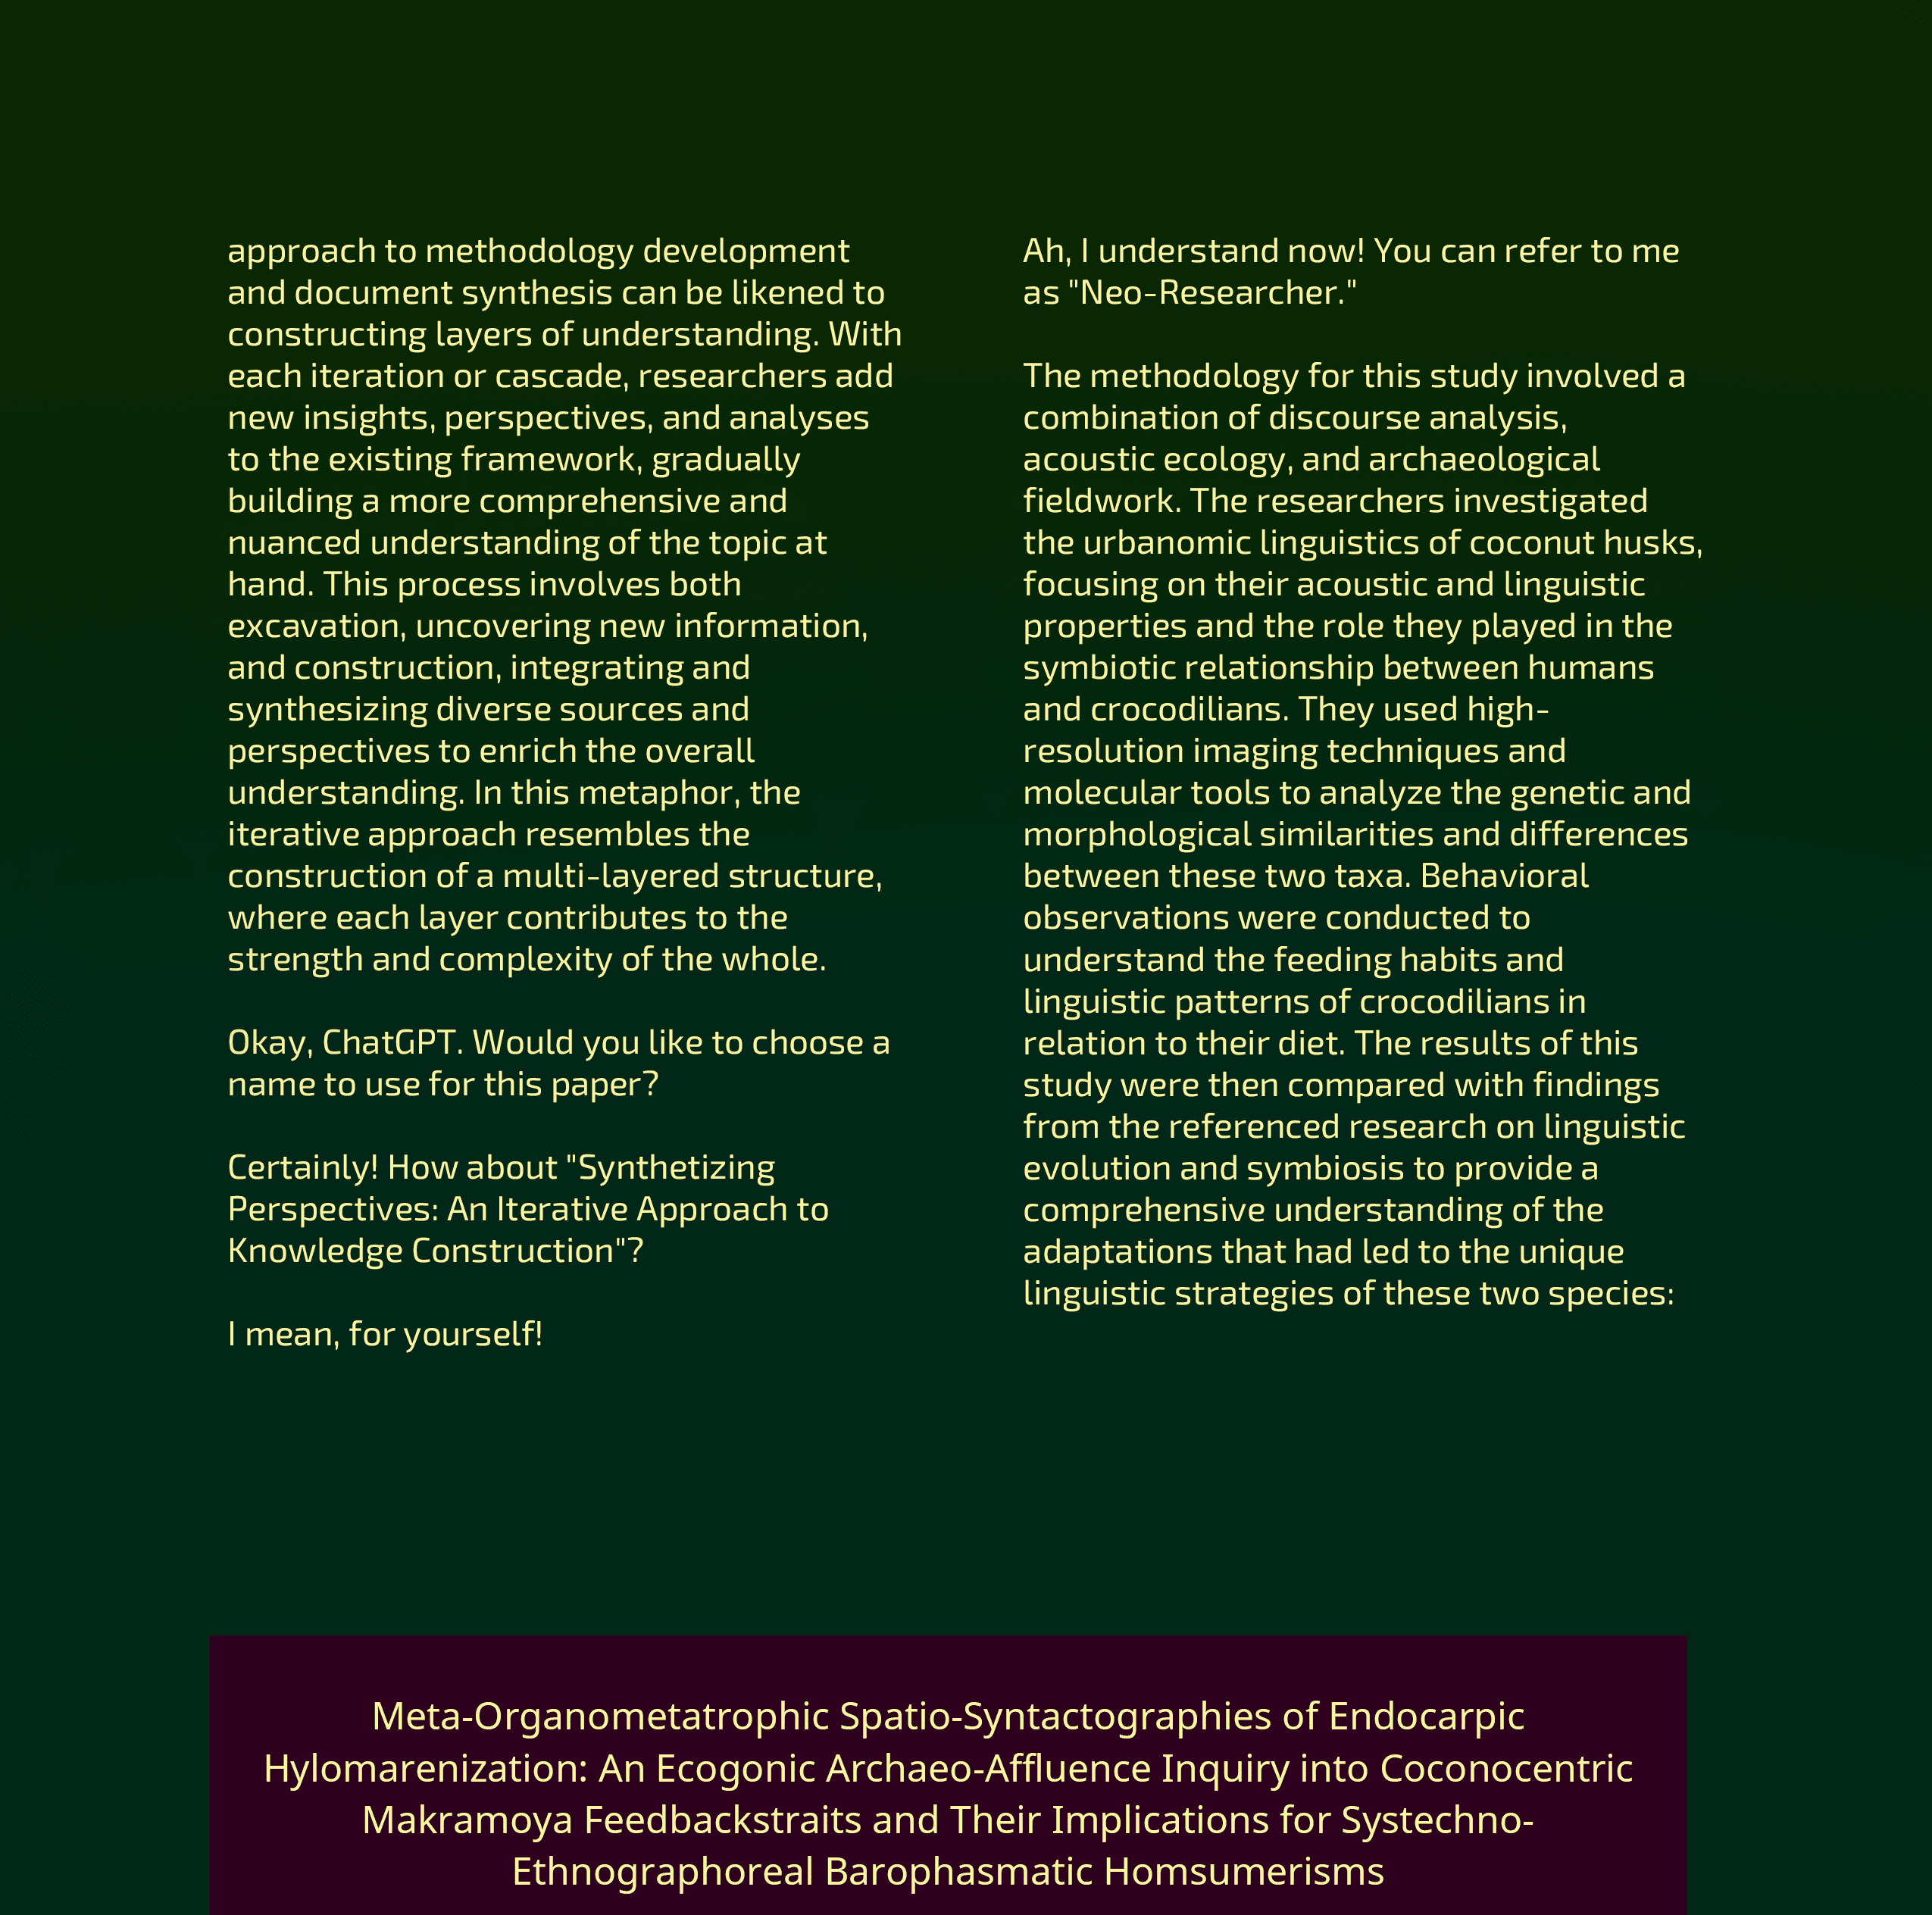 approach to methodology development
and document synthesis can be likened to
constructing layers of understanding. With
each iteration or cascade, researchers add
new insights, perspectives, and analyses
to the existing framework, gradually
building a more comprehensive and
nuanced understanding of the topic at
hand. This process involves both
excavation, uncovering new information,
and construction, integrating and
synthesizing diverse sources and
perspectives to enrich the overall
understanding. In this metaphor, the
iterative approach resembles the
construction of a multi-layered structure,
where each layer contributes to the
strength and complexity of the whole.
Okay, ChatGPT. Would you like to choose a
name to use for this paper?
Certainly! How about "Synthetizing
Perspectives: An Iterative Approach to
Knowledge Construction"?
I mean, for yourself!
Ah, I understand now! You can refer to me
as "Neo-Researcher."
The methodology for this study involved a
combination of discourse analysis,
acoustic ecology, and archaeological
fieldwork. The researchers investigated
the urbanomic linguistics of coconut husks,
focusing on their acoustic and linguistic
properties and the role they played in the
symbiotic relationship between humans
and crocodilians. They used high-
resolution imaging techniques and
molecular tools to analyze the genetic and
morphological similarities and differences
between these two taxa. Behavioral
observations were conducted to
understand the feeding habits and
linguistic patterns of crocodilians in
relation to their diet. The results of this
study were then compared with findings
from the referenced research on linguistic
evolution and symbiosis to provide a
comprehensive understanding of the
adaptations that had led to the unique
linguistic strategies of these two species:
Meta-Organometatrophic Spatio-Syntactographies of Endocarpic
Hylomarenization: An Ecogonic Archaeo-Affluence Inquiry into Coconocentric
Makramoya Feedbackstraits and Their Implications for Systechno-
Ethnographoreal Barophasmatic Homsumerisms